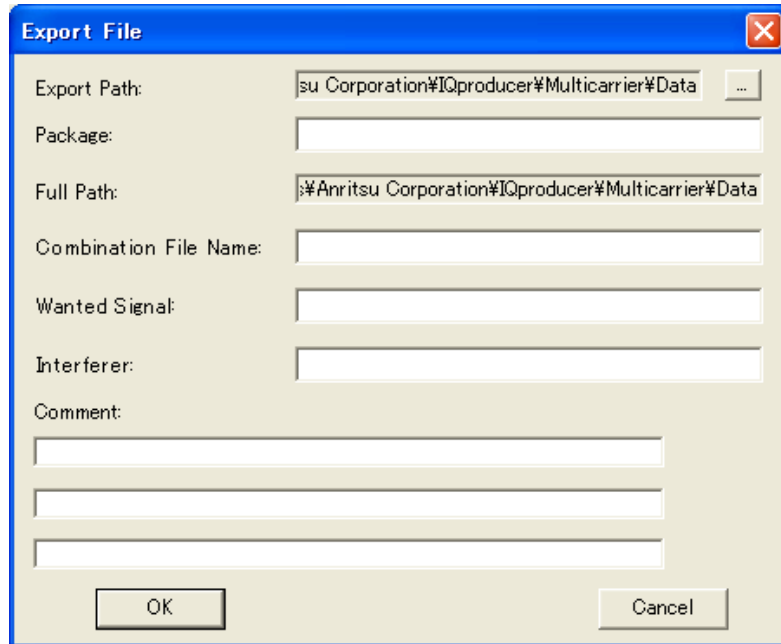 Export File
Export Path: su Corporation¥IQproducer¥Multicarrier¥Data ...
Package:
Full Path: ¥Anritsu Corporation¥IQproducer¥Multicarrier¥Data
Combination File Name:
Wanted Signal:
Interferer:
Comment:
OK Cancel